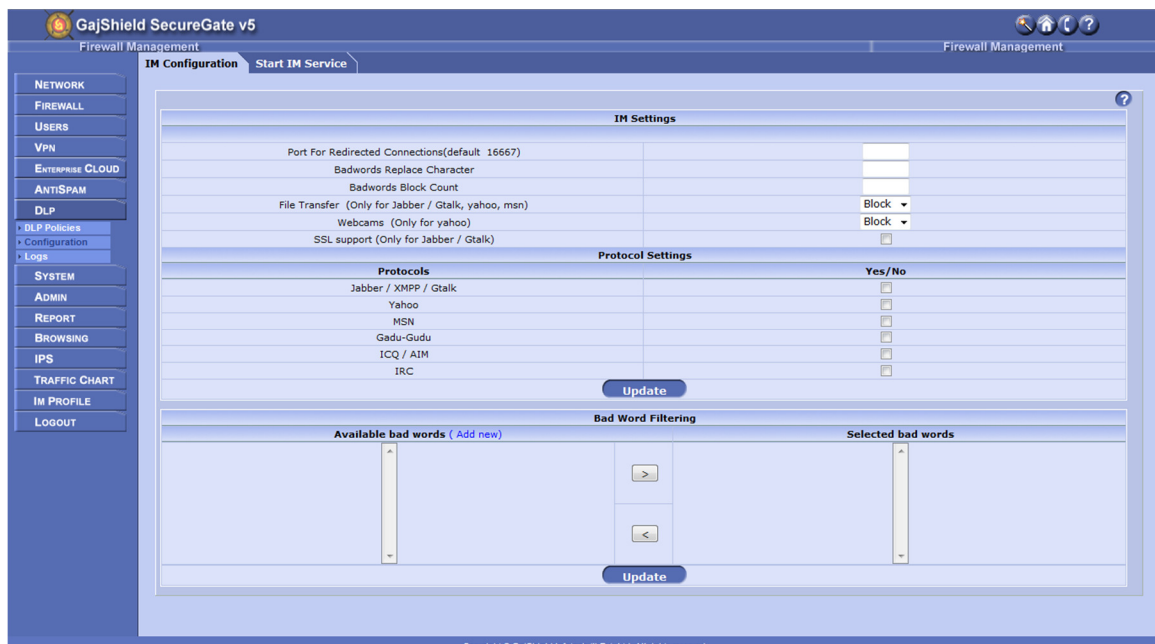 GajShield SecureGate v5
Firewall Management
Firewall Management
IM Configuration
Start IM Service
NETWORK
FIREWALL
USERS
VPN
ENTERPRISE CLOUD
ANTISPAM
DLP
DLP Policies
Configuration
Logs
SYSTEM
ADMIN
REPORT
BROWSING
IPS
TRAFFIC CHART
IM PROFILE
LOGOUT
?
?
IM Settings
Port For Redirected Connections(default 16667)
Badwords Replace Character
Badwords Block Count
File Transfer (Only for Jabber / Gtalk, yahoo, msn) Block
Webcams (Only for yahoo) Block
SSL support (Only for Jabber / Gtalk)
Protocol Settings
Protocols Yes/No
Jabber / XMPP / Gtalk
Yahoo
MSN
Gadu-Gudu
ICQ / AIM
IRC
Update
Bad Word Filtering
Available bad words ( Add new) Selected bad words
>
<
Update